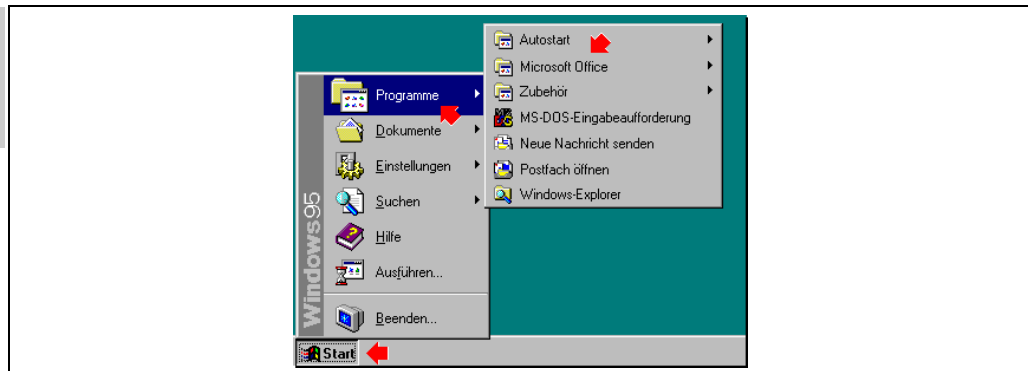 Autostart
Microsoft Office
Zubehör
MS-DOS-Eingabeaufforderung
Neue Nachricht senden
Postfach öffnen
Windows-Explorer
Programme
Dokumente
Einstellungen
Suchen
Hilfe
Ausführen...
Beenden...
Windows95
Start